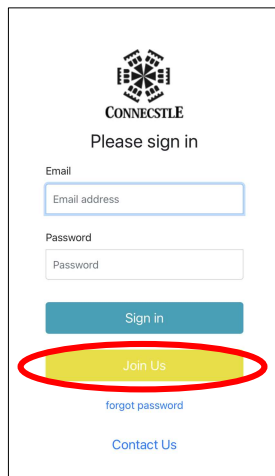 CONNECSTLE
Please sign in
Email
Email address
Password
Password
Sign in
Join Us
forgot password
Contact Us